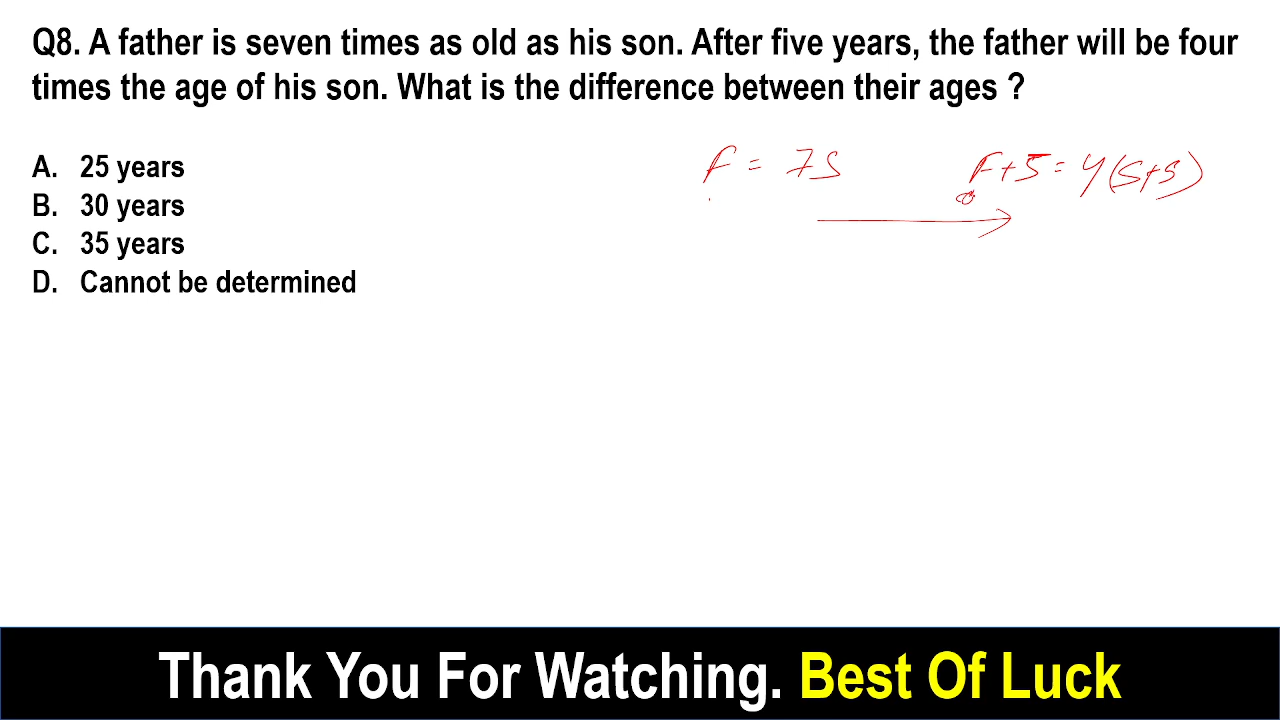 Q8. A father is seven times as old as his son. After five years, the father will be four
times the age of his son. What is the difference between their ages ?
A. 25 years
B. 30 years
C. 35 years
D. Cannot be determined
F = 7S
F+5 = 4(S+5)
Thank You For Watching. Best Of Luck